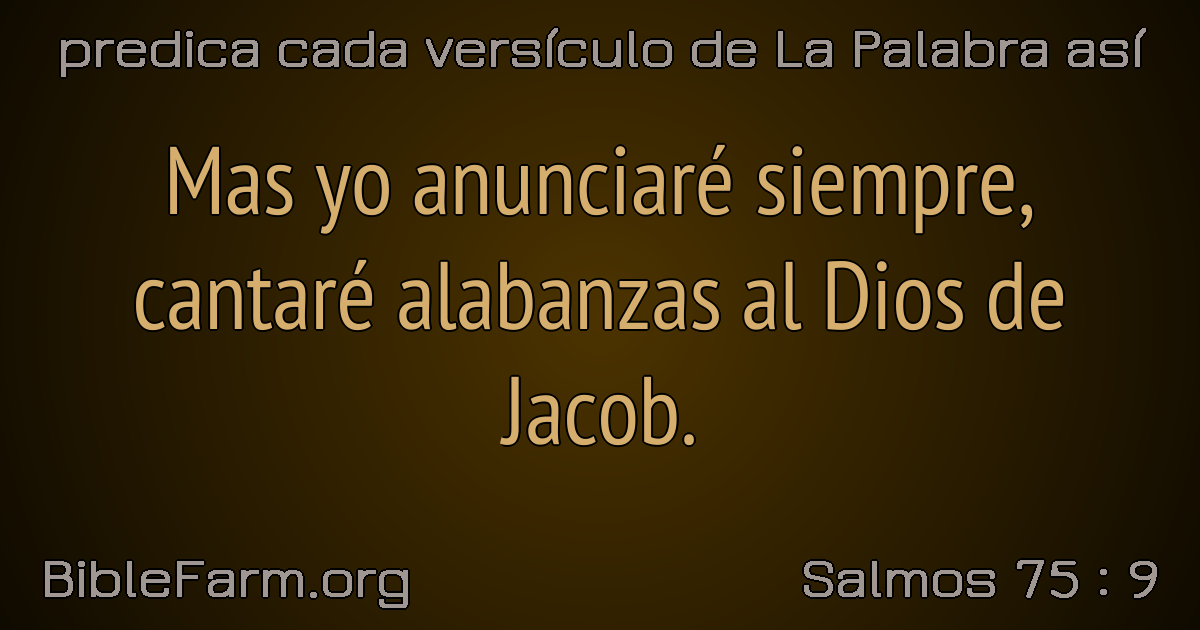 predica cada versículo de La Palabra así
Mas yo anunciaré siempre,
cantaré alabanzas al Dios de
Jacob.
BibleFarm.org
Salmos 75 : 9